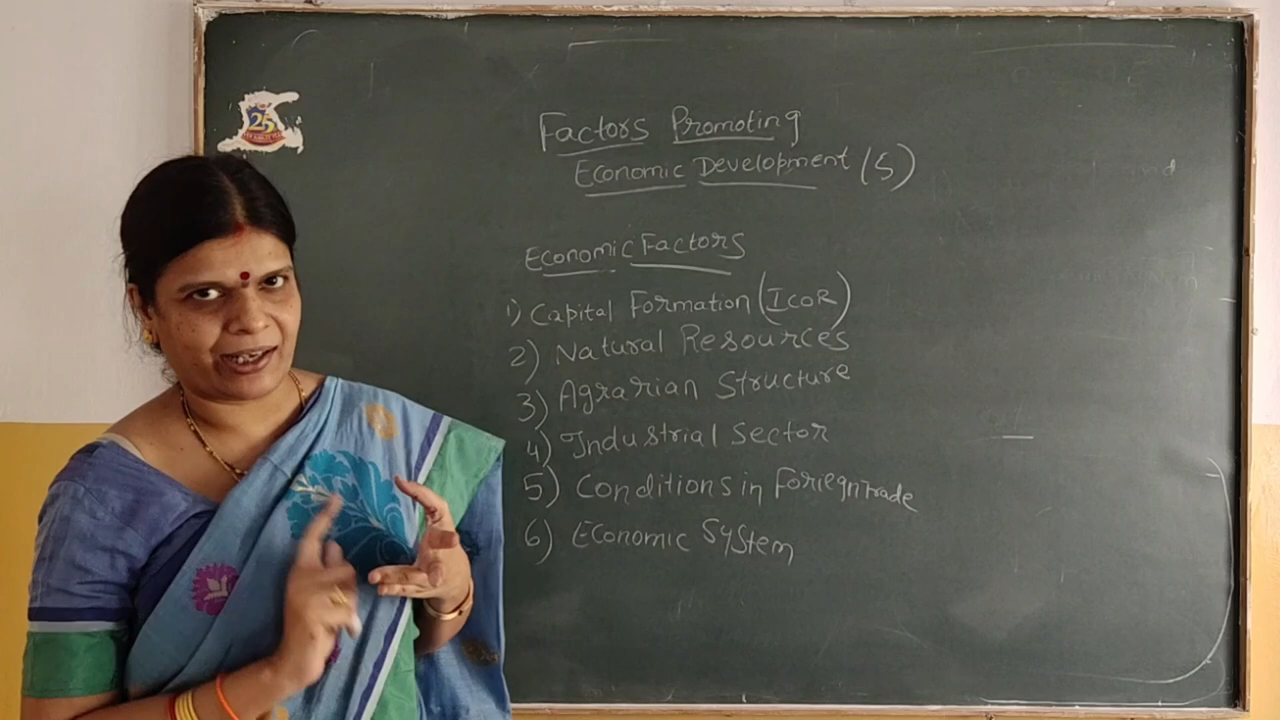 25
Factors Promoting
Economic Development (5)
Economic Factors
1) Capital Formation (ICOR)
2) Natural Resources
3) Agrarian Structure
4) Industrial Sector
5) Conditions in Foriegn Trade
6) Economic System